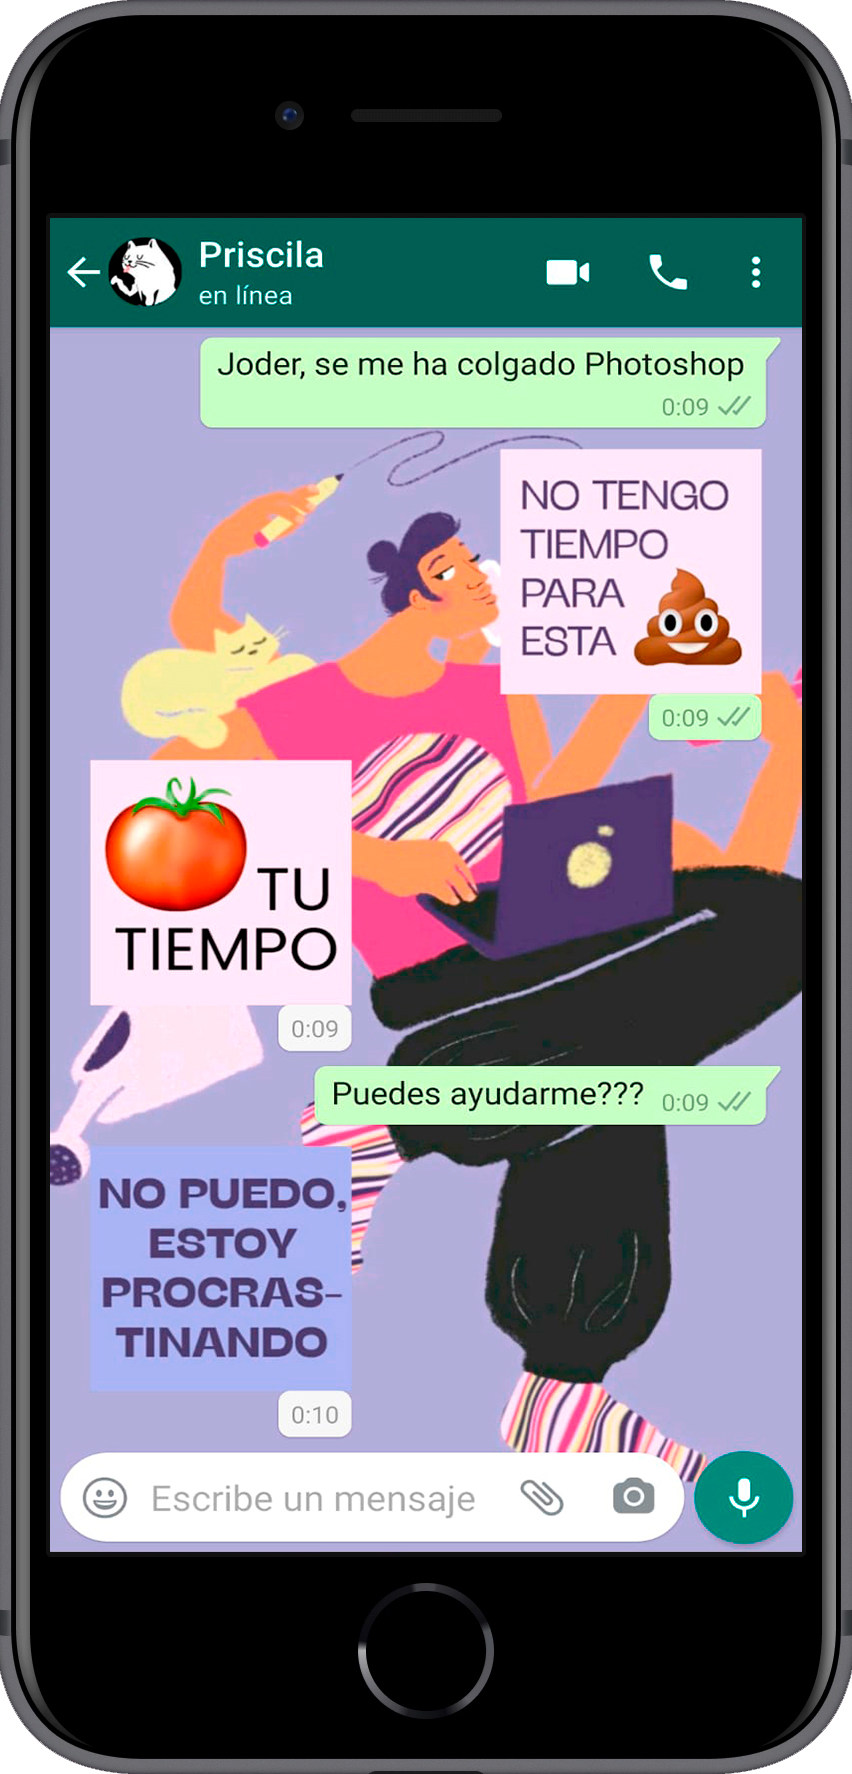 Priscila
en línea
Joder, se me ha colgado Photoshop
0:09
NO TENGO
TIEMPO
PARA
ESTA
0:09
TU
TIEMPO
0:09
Puedes ayudarme??? 0:09
NO PUEDO,
ESTOY
PROCRAS-
TINANDO
0:10
Escribe un mensaje